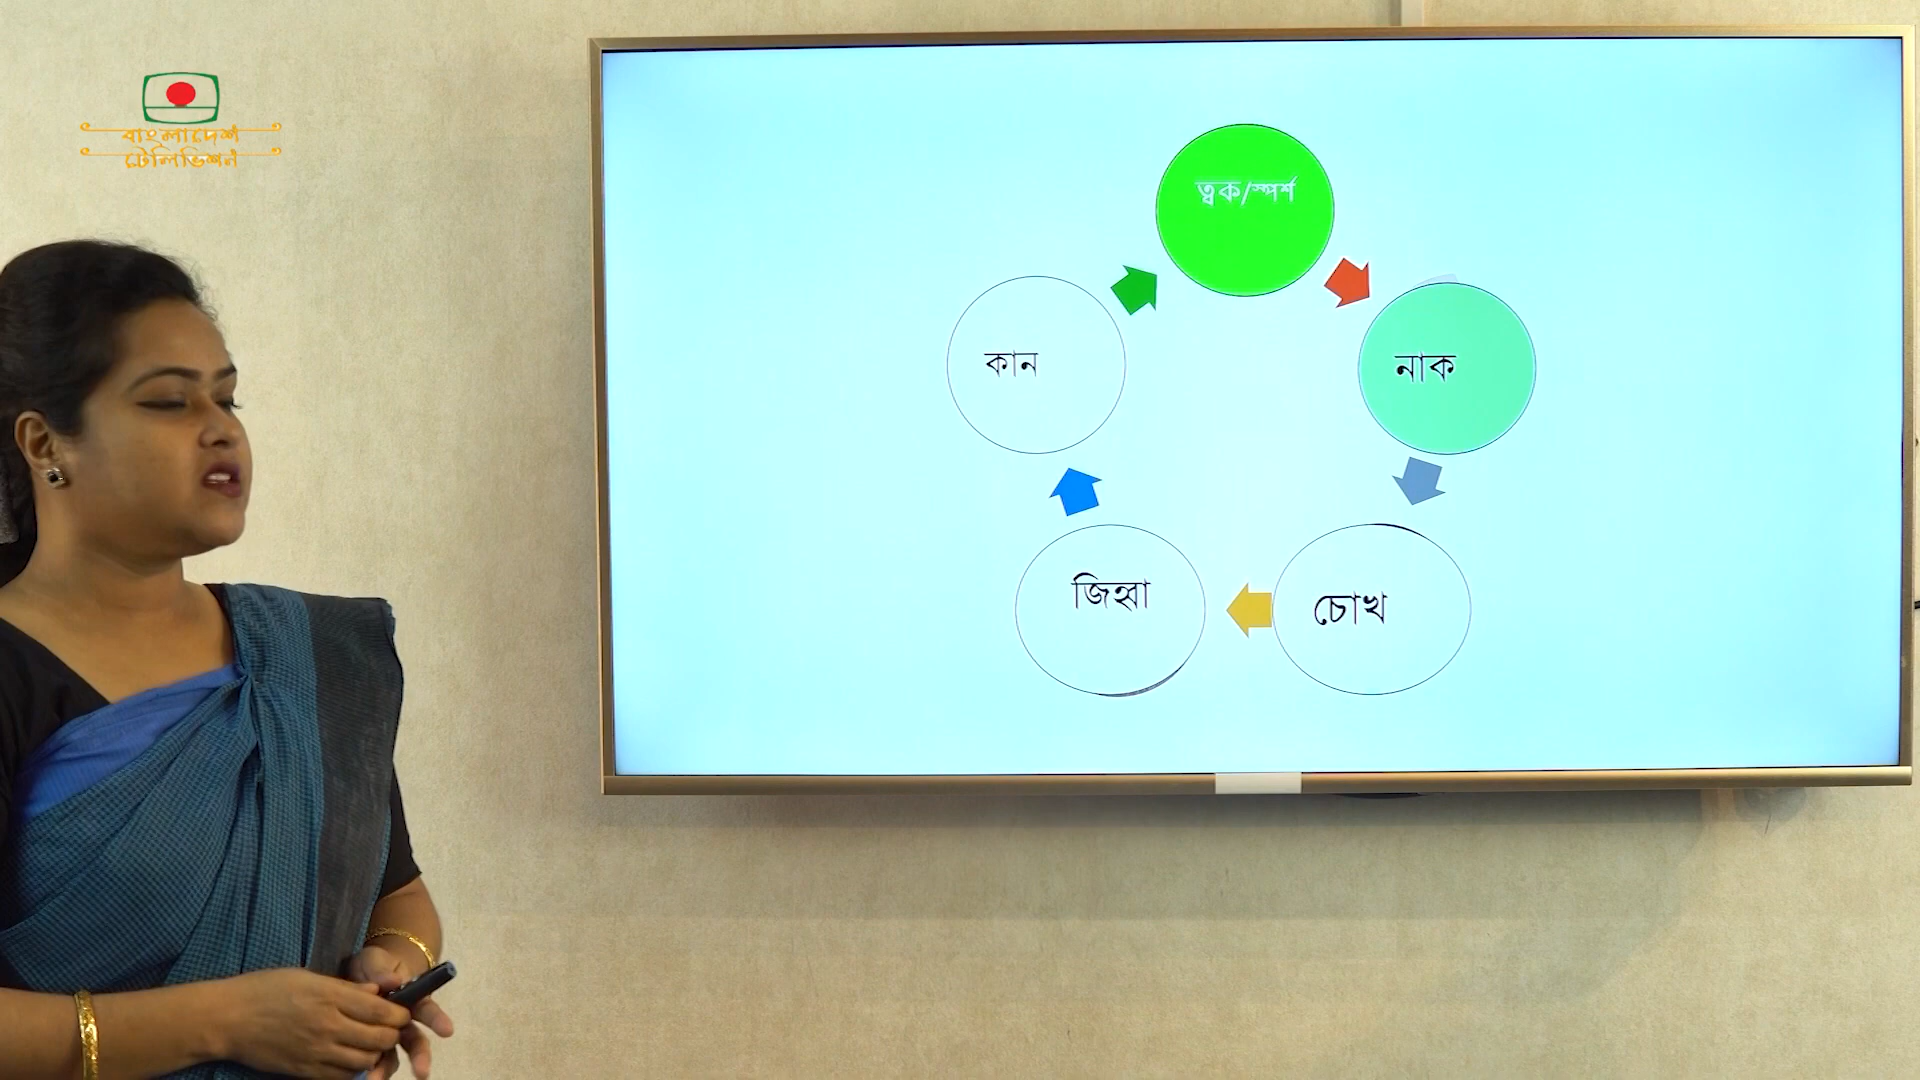 বাংলাদেশ
টেলিভিশন
ত্বক/স্পর্শ
নাক
চোখ
জিহ্বা
কান